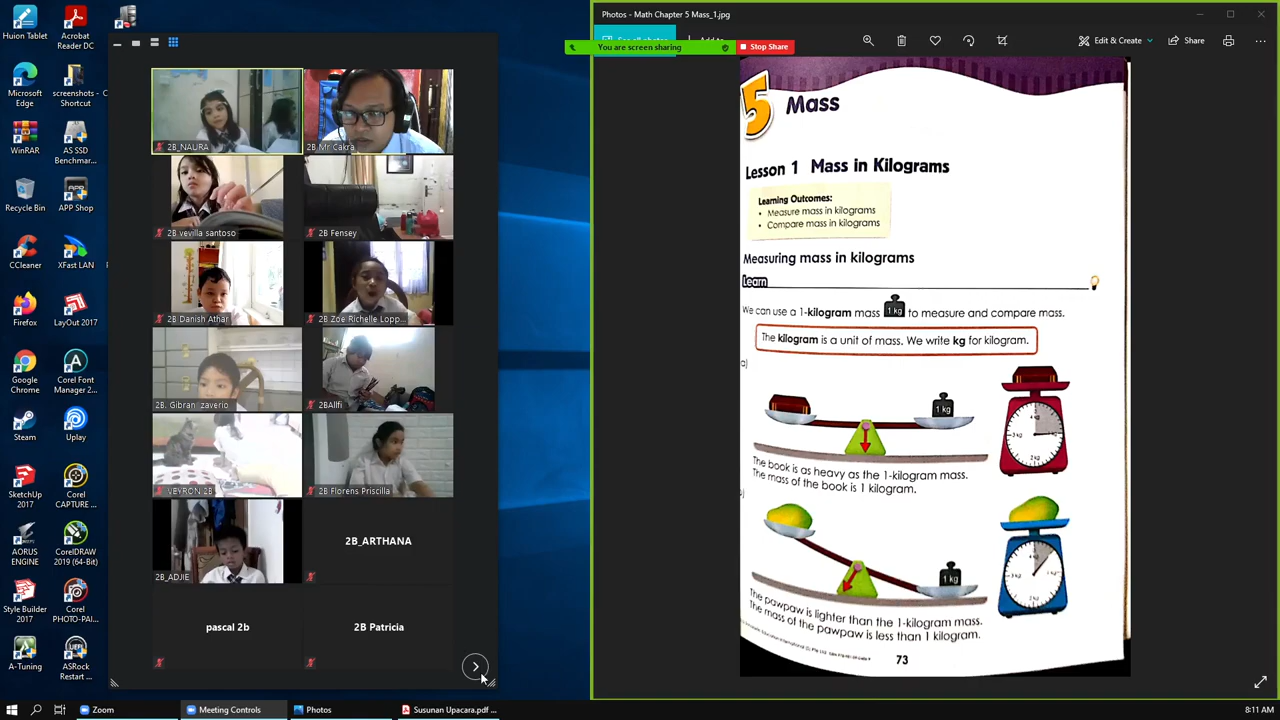 Huion Tablet
Acrobat Reader DC
Microsoft Edge
screenshots - Shortcut
C
WinRAR
AS SSD Benchmar...
Recycle Bin
APP Shop
CCleaner
XFast LAN
Firefox
LayOut 2017
Google Chrome
Corel Font Manager 2...
Steam
Uplay
SketchUp 2017
Corel CAPTURE ...
AORUS ENGINE
CorelDRAW 2019 (64-Bit)
Style Builder 2017
Corel PHOTO-PAI...
A-Tuning
ASRock Restart ...
2B_NAURA
2B Mr Cakra
2B vevilla santoso
2B Fensey
2B Danish Athar
2B Zoe Richelle Lopp...
2B. Gibran zaverio
2BAlifi
VEYRON 2B
2B Florens Priscilla
2B_ADJIE
2B_ARTHANA
pascal 2b
2B Patricia
Photos - Math Chapter 5 Mass_1.jpg
See all photos
Add to
You are screen sharing
Stop Share
Edit & Create
Share
5 Mass
Lesson 1 Mass in Kilograms
Learning Outcomes:
• Measure mass in kilograms
• Compare mass in kilograms
Measuring mass in kilograms
Learn
We can use a 1-kilogram mass 1 kg to measure and compare mass.
The kilogram is a unit of mass. We write kg for kilogram.
a)
1 kg
The book is as heavy as the 1-kilogram mass.
The mass of the book is 1 kilogram.
1 kg
The pawpaw is lighter than the 1-kilogram mass.
The mass of the pawpaw is less than 1 kilogram.
73
Zoom
Meeting Controls
Photos
Susunan Upacara.pdf ...
8:11 AM